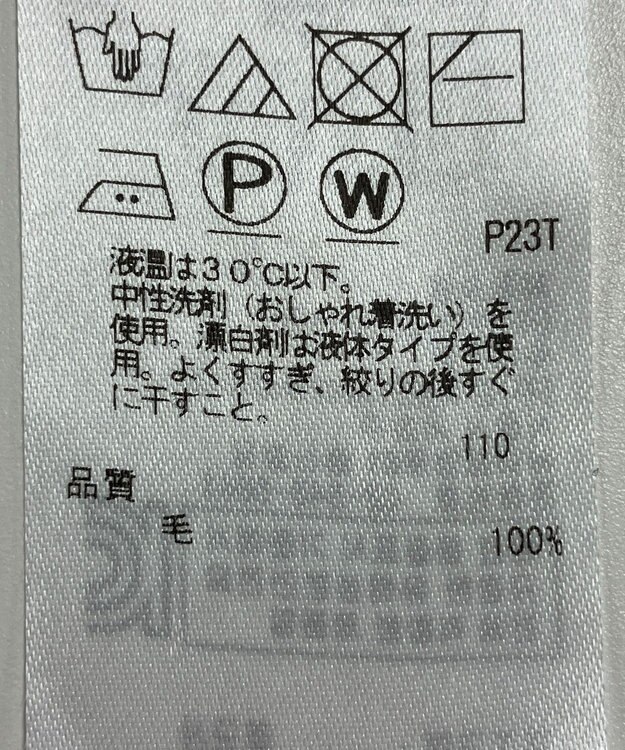 P
W
P23T
液温は30℃以下。
中性洗剤（おしゃれ着洗い）を
使用。漂白剤は液体タイプを使
用。よくすすぎ、絞りの後すぐ
に干すこと。
110
品質
毛 100%